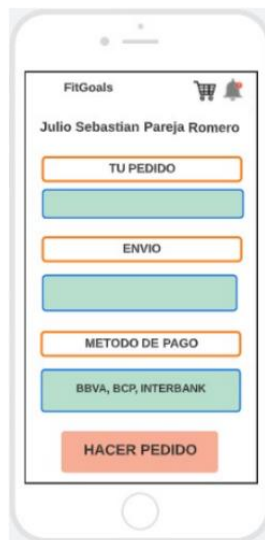 FitGoals
Julio Sebastian Pareja Romero
TU PEDIDO
ENVIO
METODO DE PAGO
BBVA, BCP, INTERBANK
HACER PEDIDO